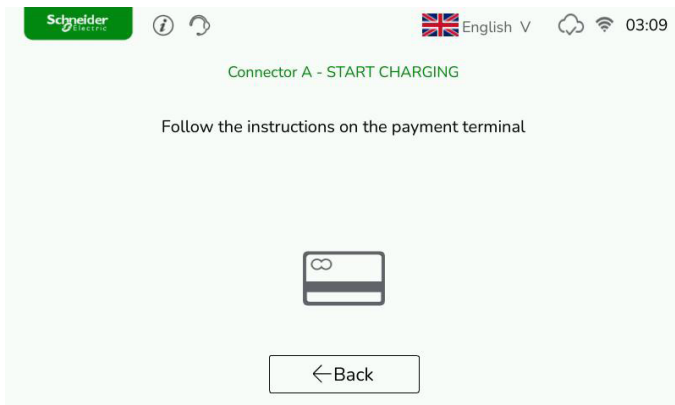 Schneider
Electric
English V
03:09
Connector A - START CHARGING
Follow the instructions on the payment terminal
Back